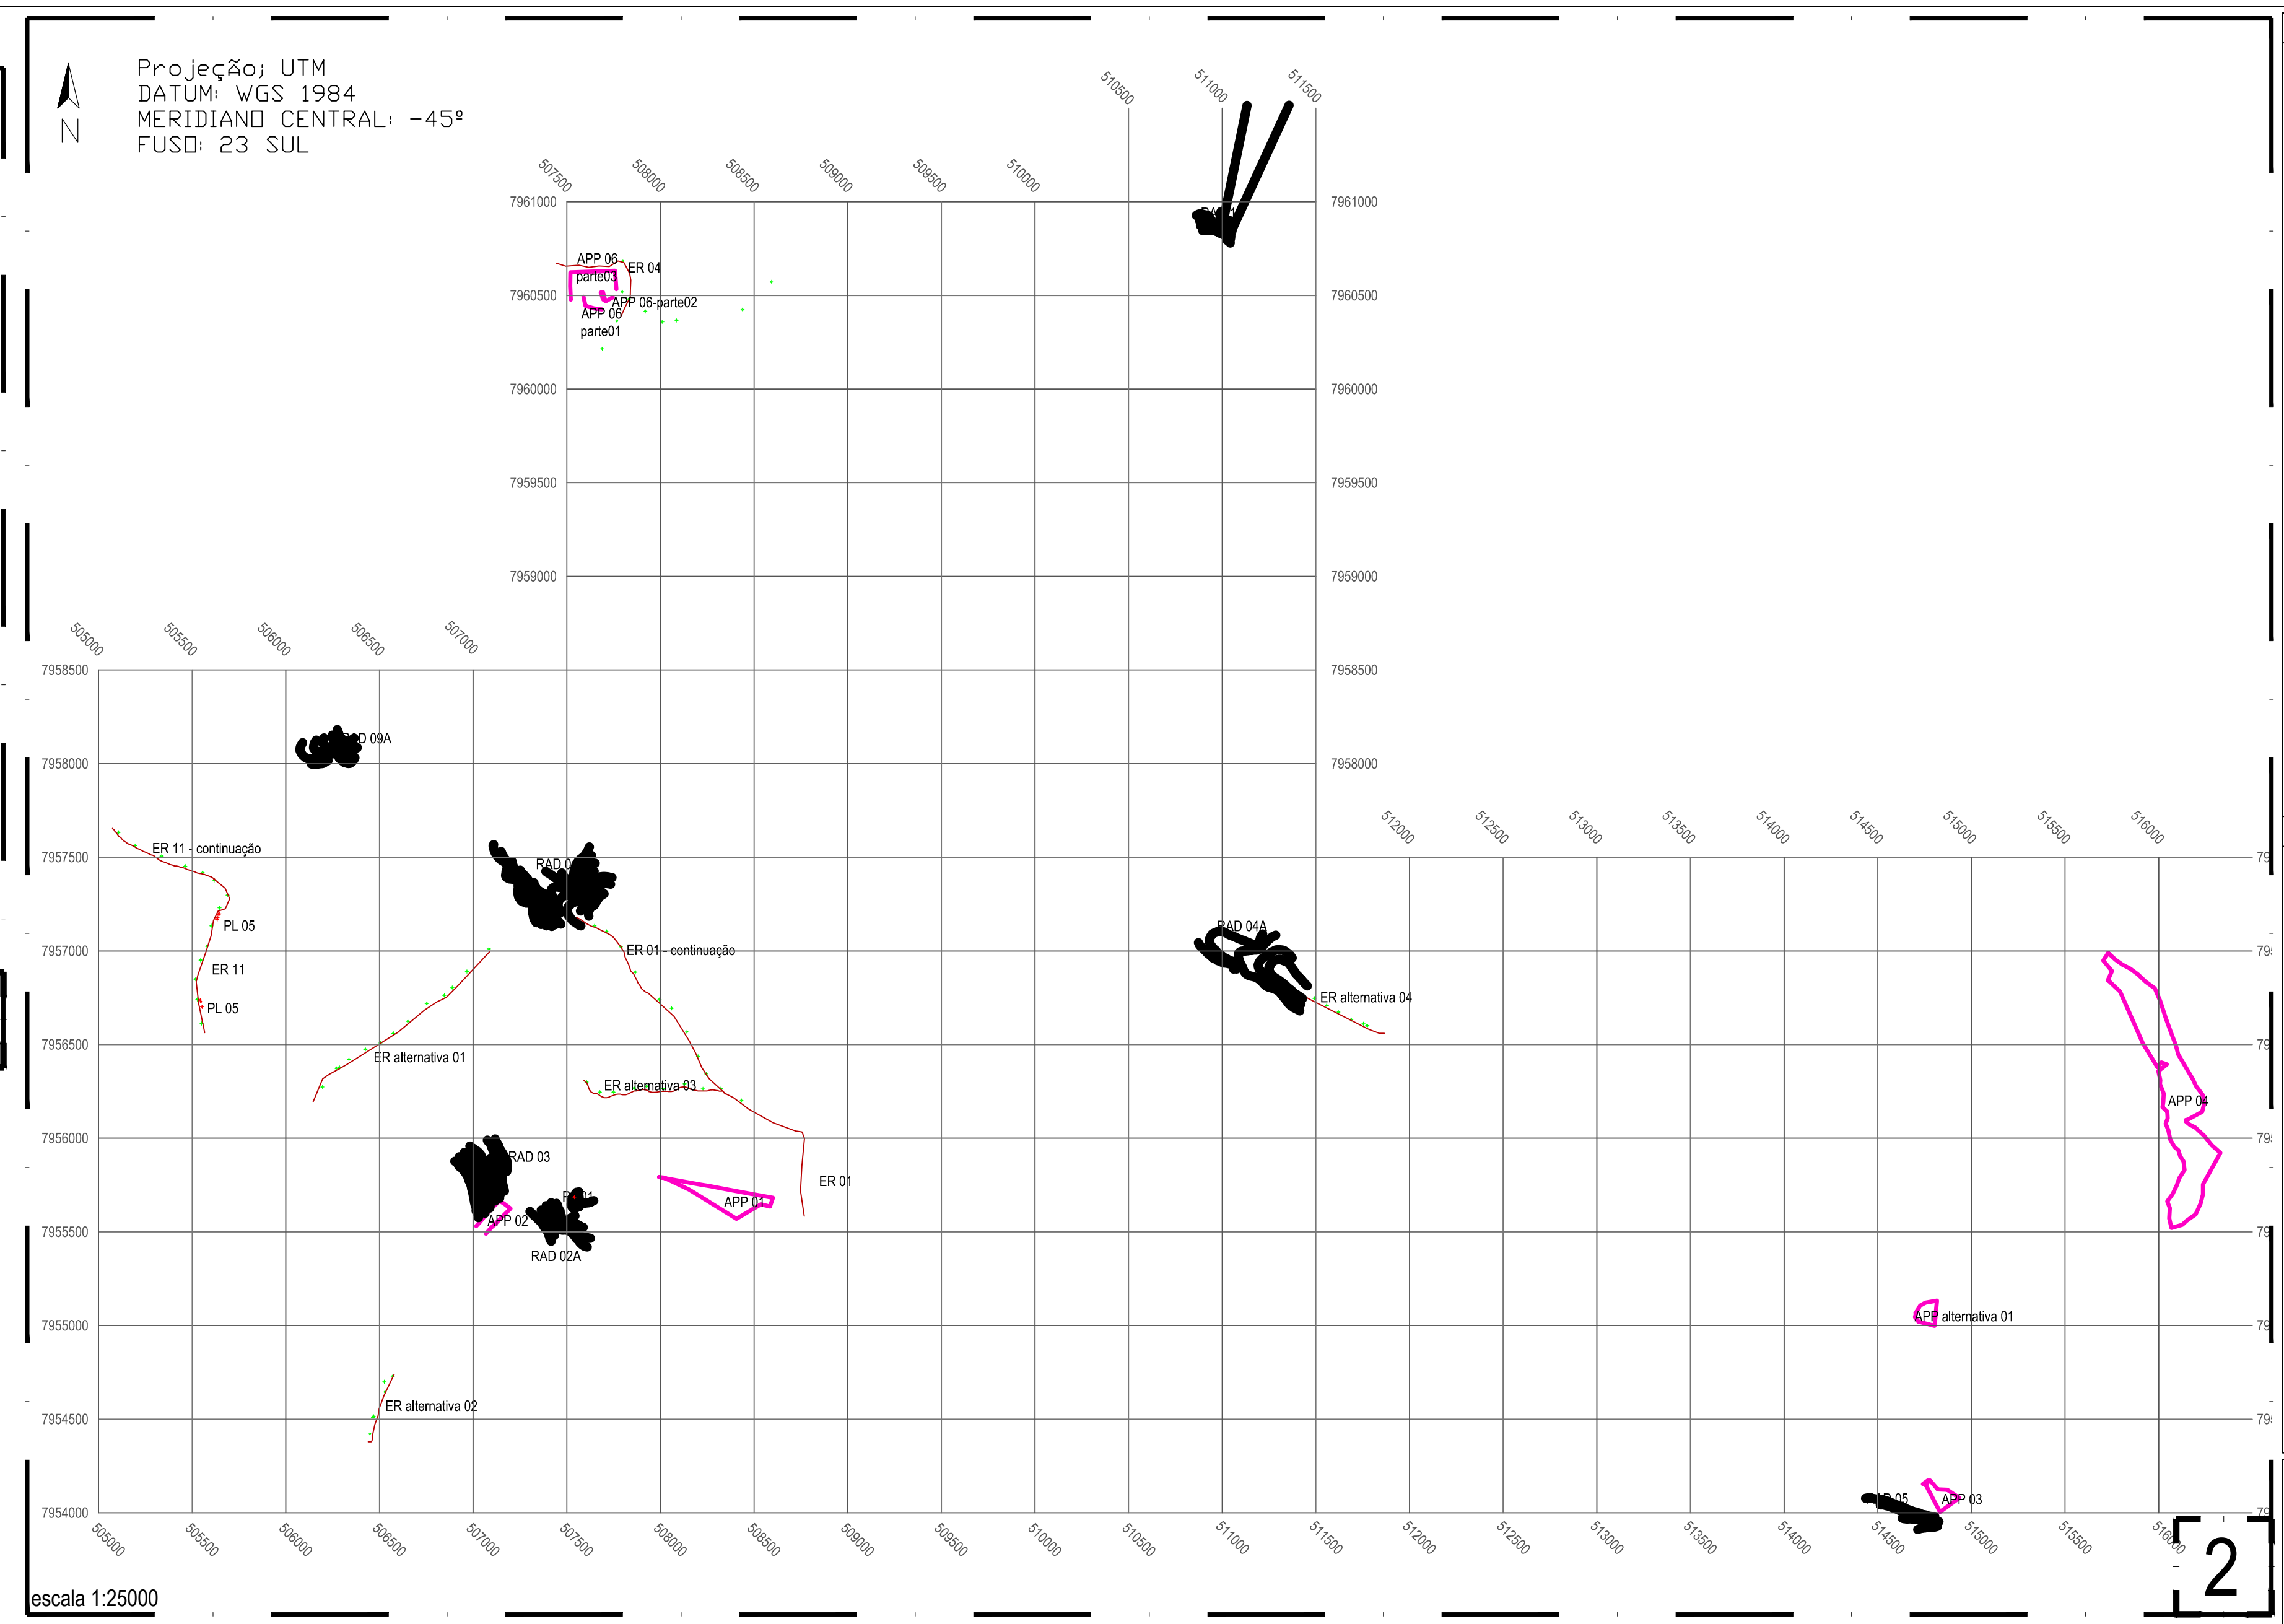 Projeção; UTM
DATUM: WGS 1984
MERIDIANO CENTRAL: -45º
FUSO: 23 SUL
N
510500
511000
511500
507500
508000
508500
509000
509500
510000
7961000
7961000
APP 06
parte03
ER 04
7960500
7960500
APP 06-parte02
APP 06
parte01
7960000
7960000
7959500
7959500
7959000
7959000
505000
505500
506000
506500
507000
7958500
7958500
RAD 09A
7958000
7958000
512000
512500
513000
513500
514000
514500
515000
515500
516000
7957500
ER 11 - continuação
RAD
PL 05
RAD 04A
7957000
ER 01 - continuação
ER 11
PL 05
ER alternativa 04
7956500
ER alternativa 01
ER alternativa 03
APP 04
7956000
RAD 03
ER 01
APP 01
APP 02
7955500
RAD 02A
7955000
APP alternativa 01
ER alternativa 02
7954500
APP 03
7954000
505000
505500
506000
506500
507000
507500
508000
508500
509000
509500
510000
510500
511000
511500
512000
512500
513000
513500
514000
514500
515000
515500
516000
2
escala 1:25000